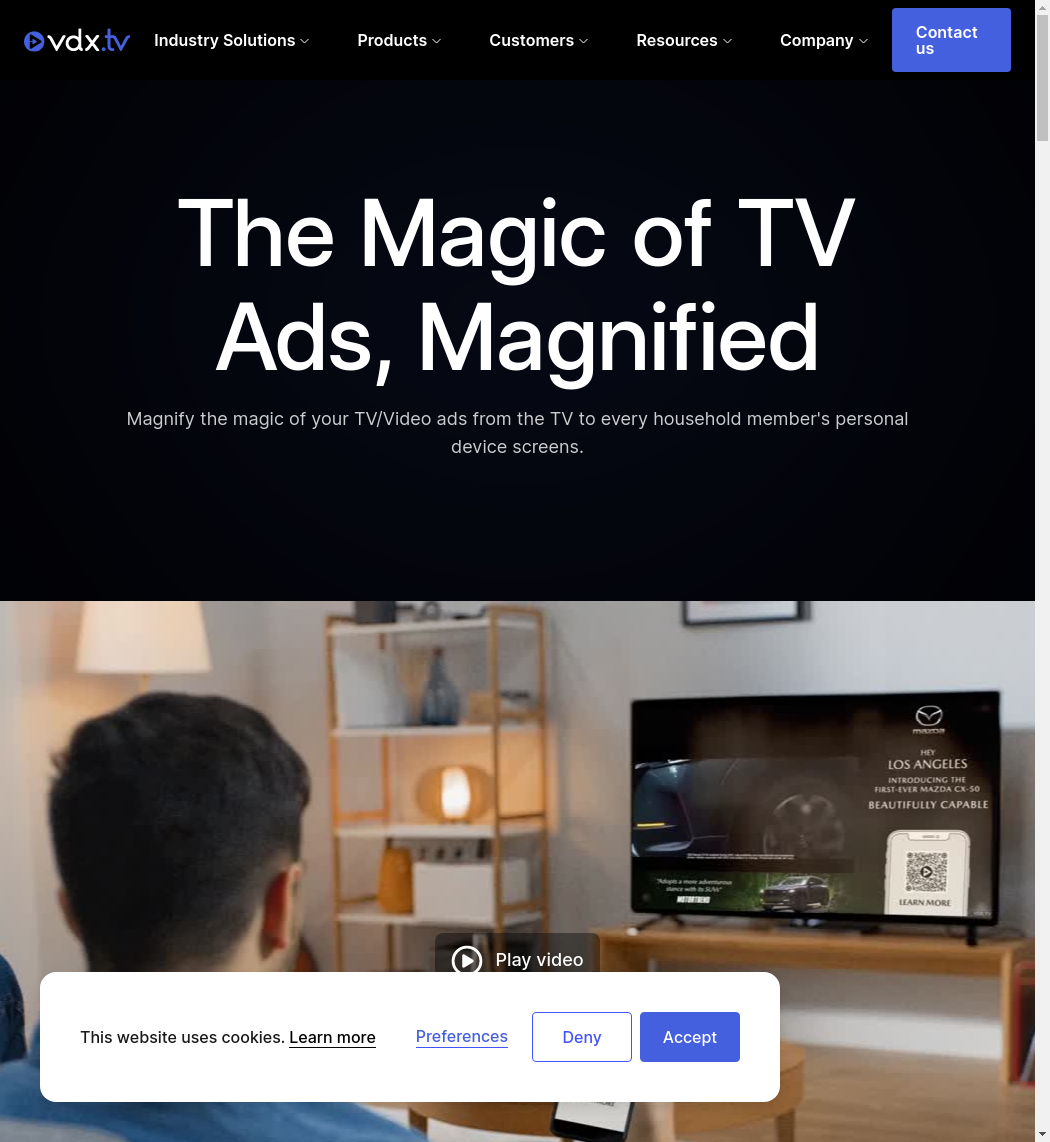 vdx.tv
Industry Solutions
Products
Customers
Resources
Company
Contact
us
The Magic of TV
Ads, Magnified
Magnify the magic of your TV/Video ads from the TV to every household member's personal
device screens.
mazda
HEY
LOS ANGELES
INTRODUCING THE
FIRST-EVER MAZDA CX-50
BEAUTIFULLY CAPABLE
"Adopts a more adventurous
stance with its SUVs"
MOTORTREND
LEARN MORE
Play video
This website uses cookies. Learn more
Preferences
Deny
Accept